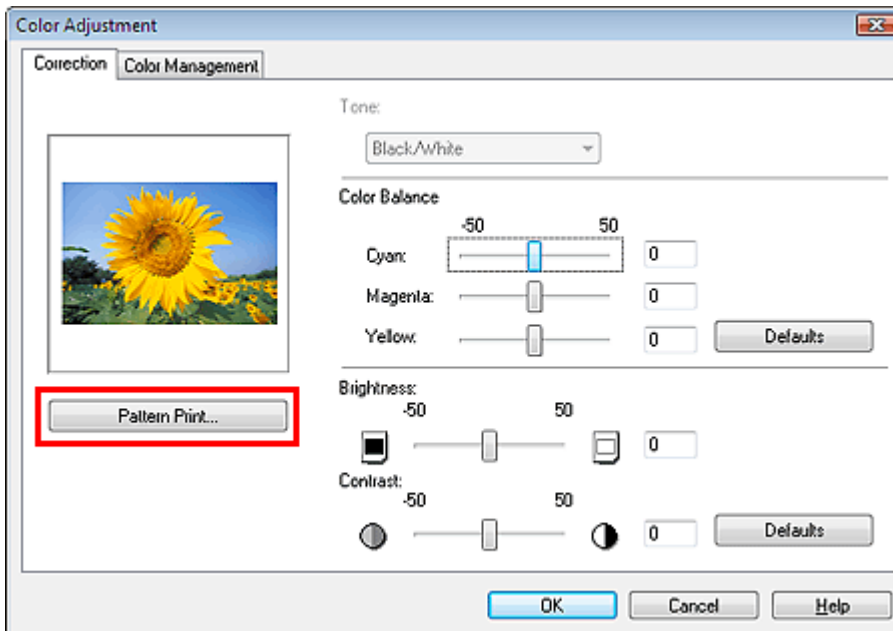 Color Adjustment
Correction Color Management
Tone:
Black/White
Color Balance
-50 50
Cyan: 0
Magenta: 0
Yellow: 0 Defaults
Pattern Print...
Brightness:
-50 50
0
Contrast:
-50 50
0 Defaults
OK Cancel Help